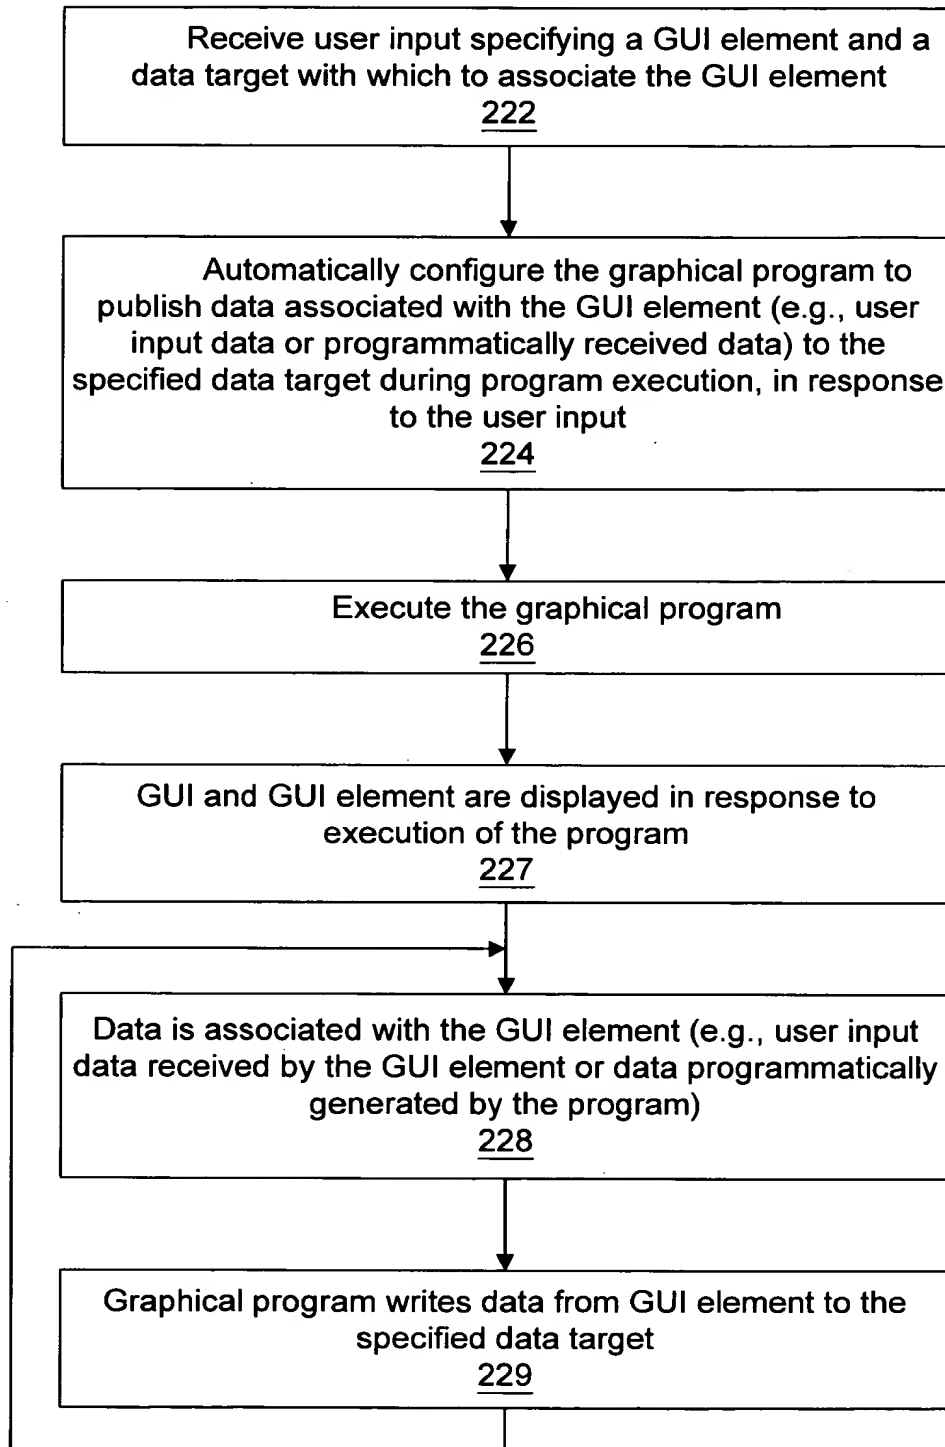 Receive user input specifying a GUI element and a
data target with which to associate the GUI element
222
Automatically configure the graphical program to
publish data associated with the GUI element (e.g., user
input data or programmatically received data) to the
specified data target during program execution, in response
to the user input
224
Execute the graphical program
226
GUI and GUI element are displayed in response to
execution of the program
227
Data is associated with the GUI element (e.g., user input
data received by the GUI element or data programmatically
generated by the program)
228
Graphical program writes data from GUI element to the
specified data target
229